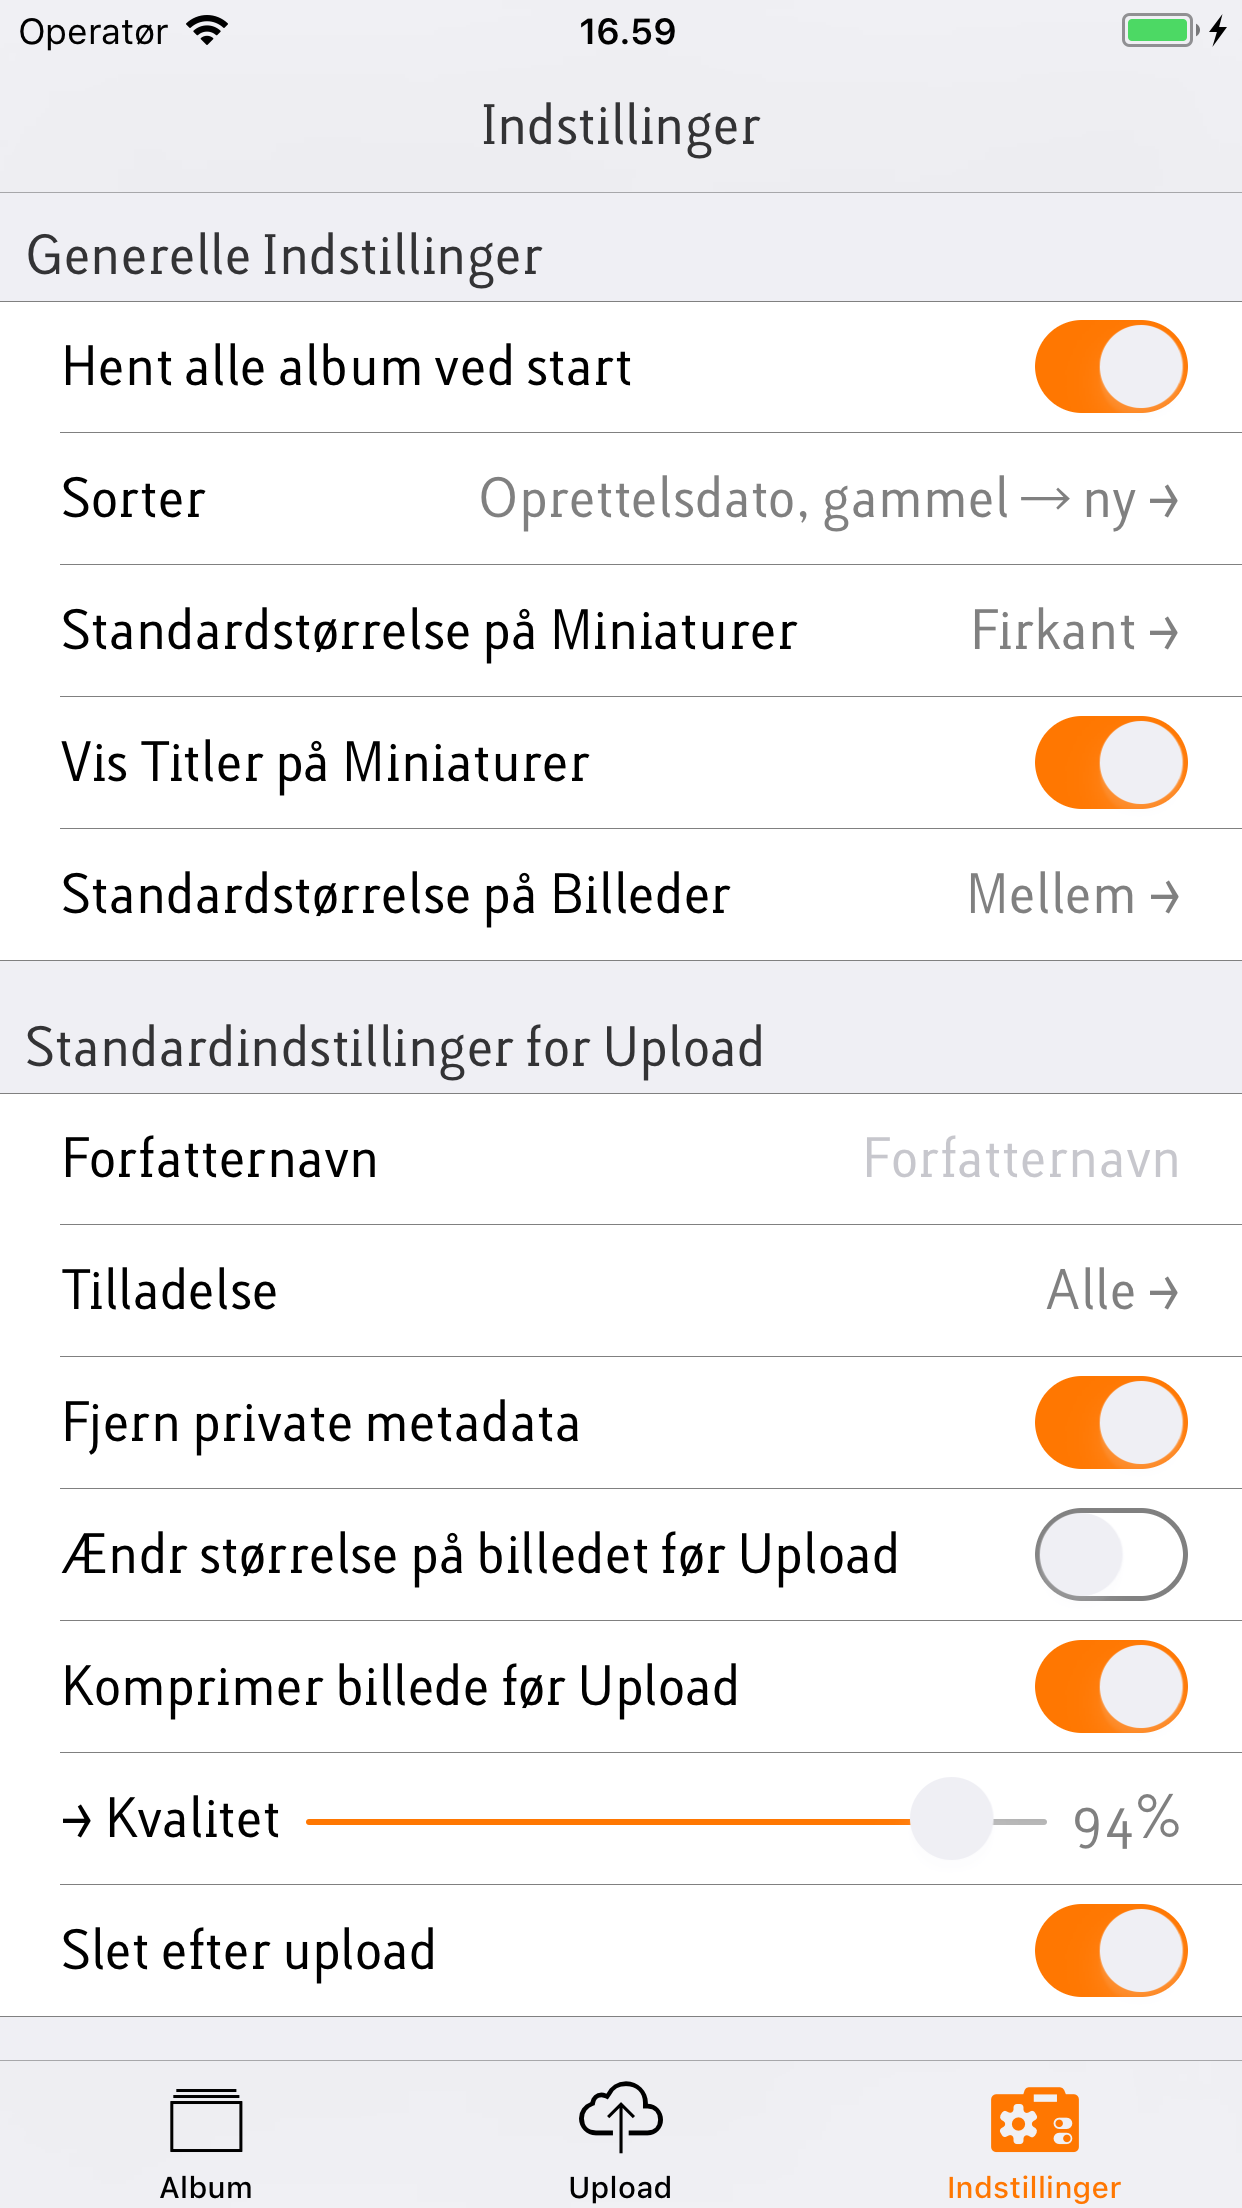 Operatør 16.59
Indstillinger
Generelle Indstillinger
Hent alle album ved start
Sorter Oprettelsdato, gammel → ny →
Standardstørrelse på Miniaturer Firkant →
Vis Titler på Miniaturer
Standardstørrelse på Billeder Mellem →
Standardindstillinger for Upload
Forfatternavn Forfatternavn
Tilladelse Alle →
Fjern private metadata
Ændr størrelse på billedet før Upload
Komprimer billede før Upload
→ Kvalitet 94%
Slet efter upload
Album Upload Indstillinger